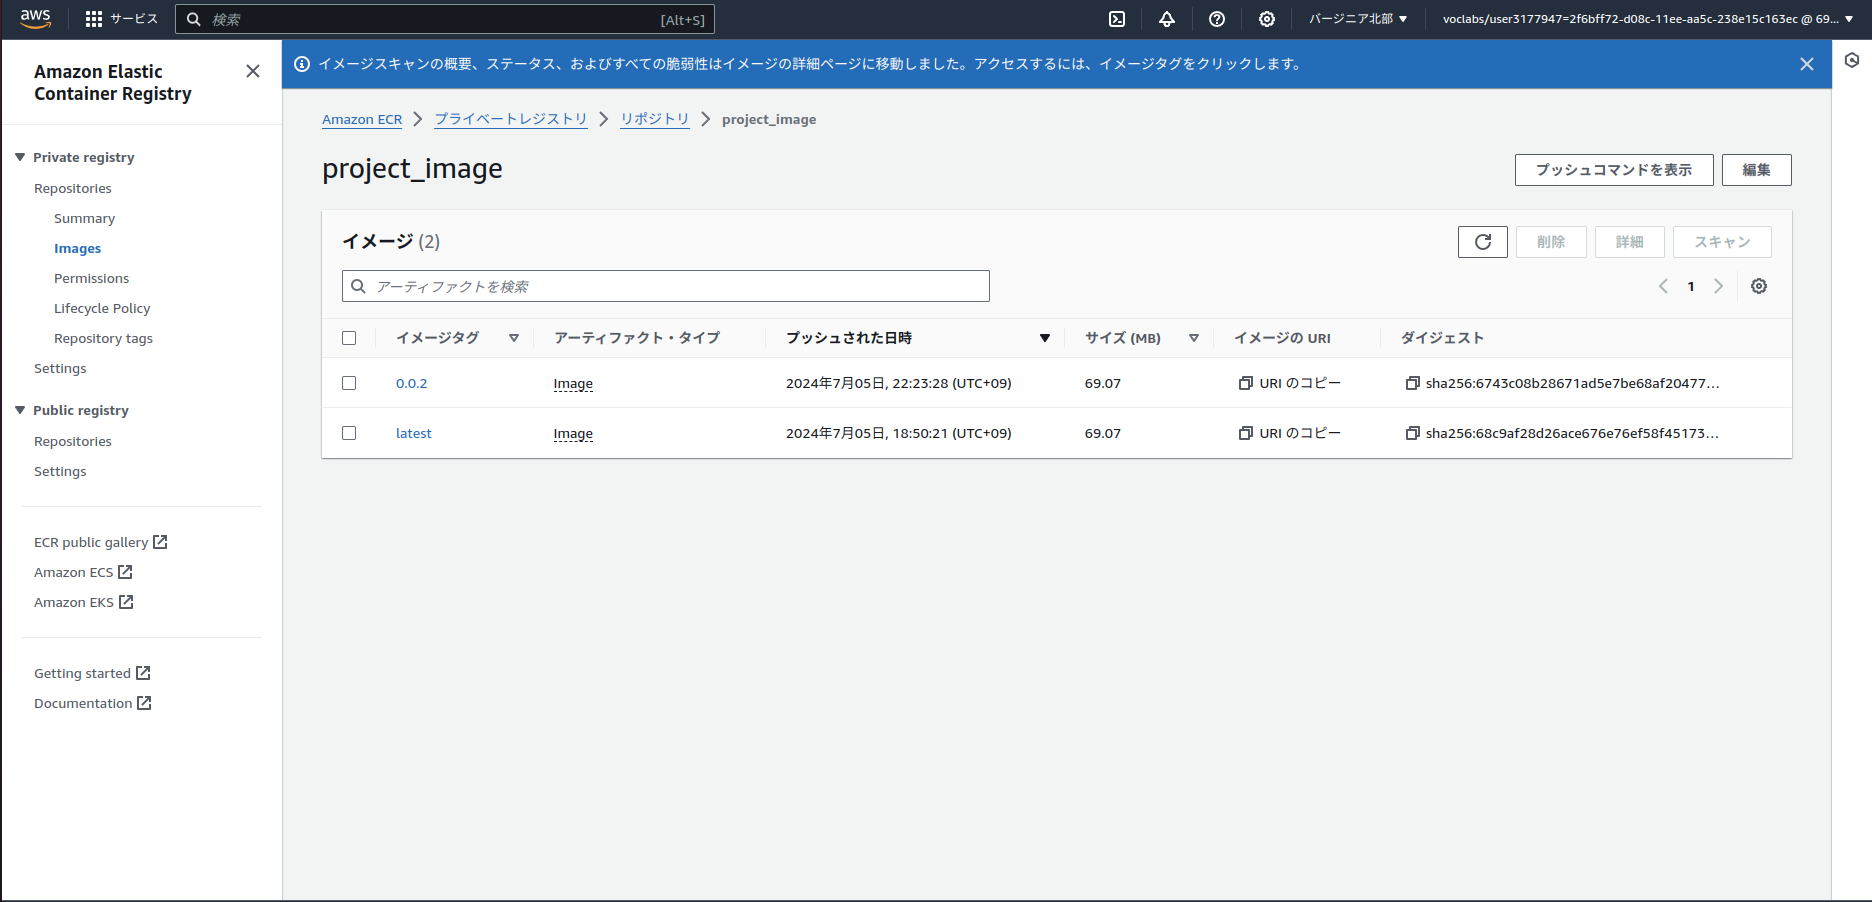 aws サービス 検索 [Alt+S] バージニア北部 voclabs/user3177947=2f6bff72-d08c-11ee-aa5c-238e15c163ec @ 69...
Amazon Elastic
Container Registry
Private registry
Repositories
Summary
Images
Permissions
Lifecycle Policy
Repository tags
Settings
Public registry
Repositories
Settings
ECR public gallery
Amazon ECS
Amazon EKS
Getting started
Documentation
イメージスキャンの概要、ステータス、およびすべての脆弱性はイメージの詳細ページに移動しました。アクセスするには、イメージタグをクリックします。
Amazon ECR プライベートレジストリ リポジトリ project_image
project_image プッシュコマンドを表示 編集
イメージ (2) 削除 詳細 スキャン
アーティファクトを検索 1
イメージタグ アーティファクト・タイプ プッシュされた日時 サイズ (MB) イメージの URI ダイジェスト
0.0.2 Image 2024年7月05日, 22:23:28 (UTC+09) 69.07 URI のコピー sha256:6743c08b28671ad5e7be68af20477...
latest Image 2024年7月05日, 18:50:21 (UTC+09) 69.07 URI のコピー sha256:68c9af28d26ace676e76ef58f45173...